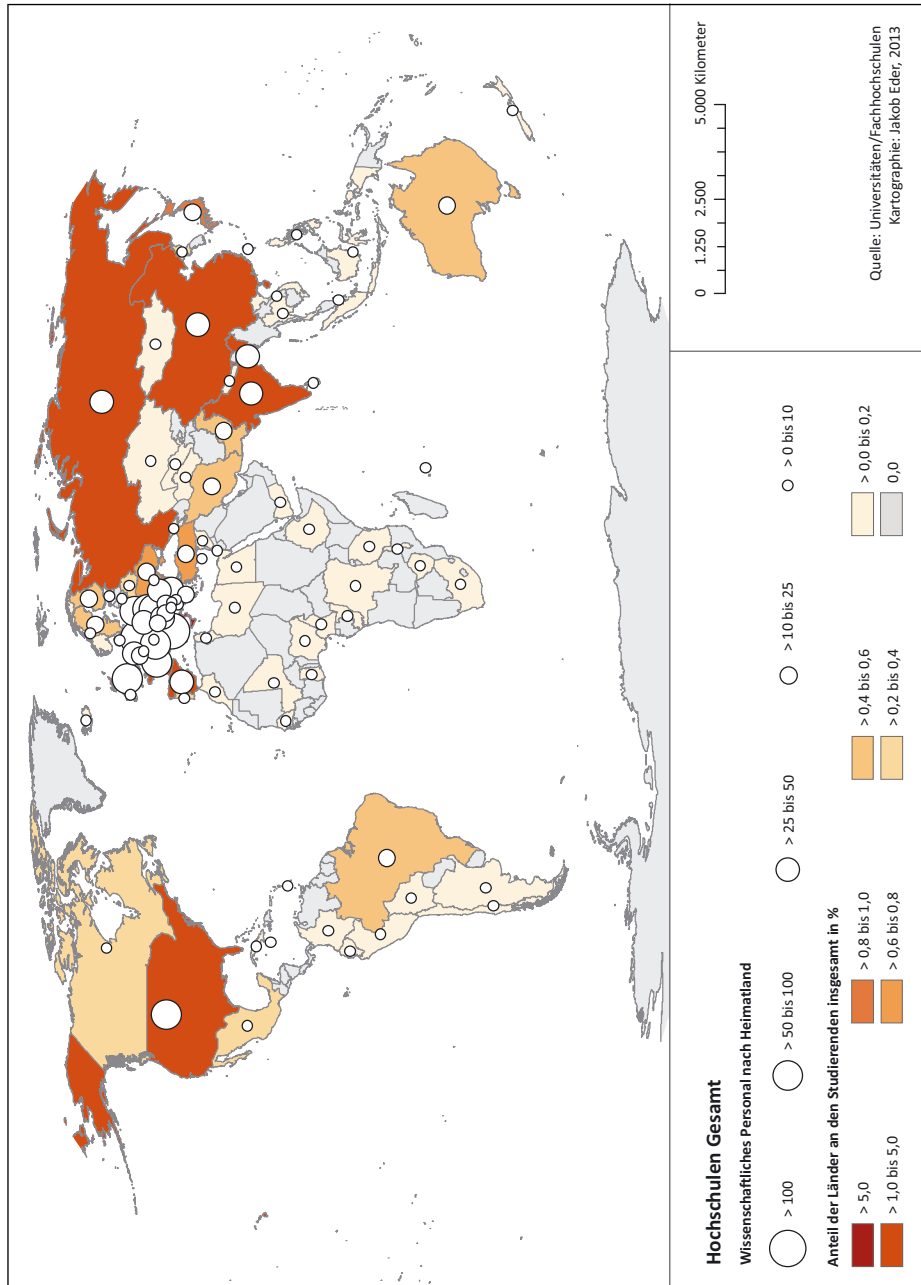 Hochschulen Gesamt
Wissenschaftliches Personal nach Heimatland
> 100
> 50 bis 100
> 25 bis 50
> 10 bis 25
> 0 bis 10
Anteil der Länder an den Studierenden insgesamt in %
> 5,0
> 0,8 bis 1,0
> 0,4 bis 0,6
> 0,0 bis 0,2
> 1,0 bis 5,0
> 0,6 bis 0,8
> 0,2 bis 0,4
0,0
0 1.250 2.500 5.000 Kilometer
Quelle: Universitäten/Fachhochschulen
Kartographie: Jakob Eder, 2013